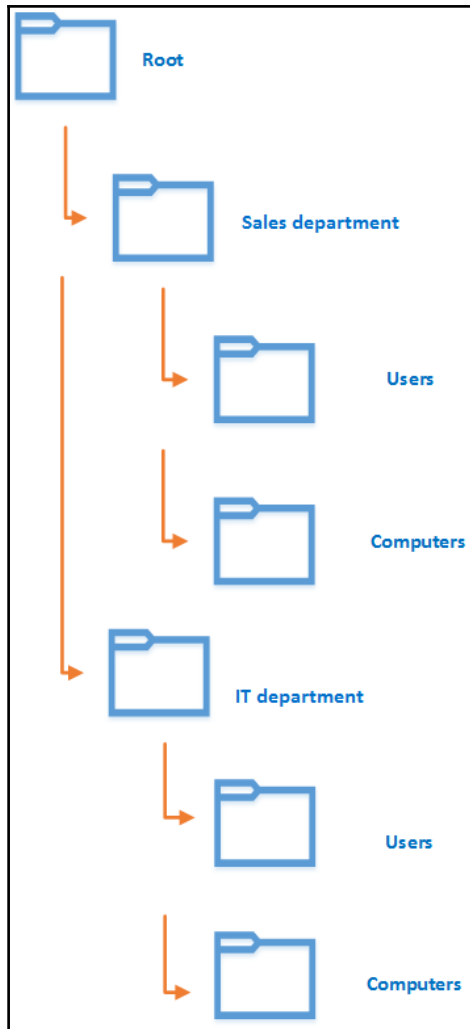 Root
Sales department
Users
Computers
IT department
Users
Computers